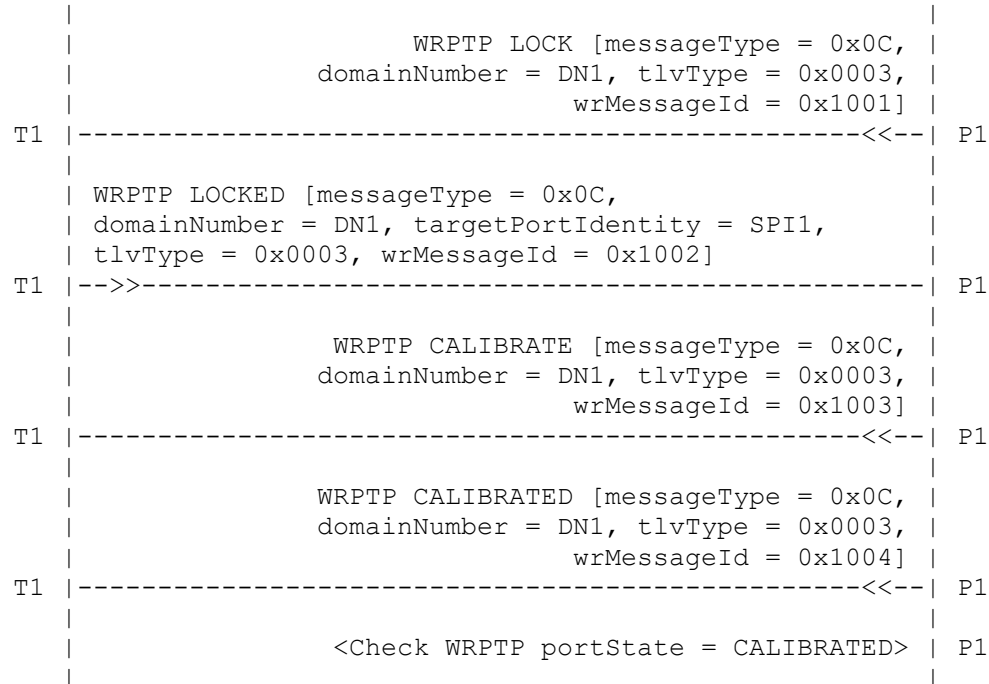 WRPTP LOCK [messageType = 0x0C,
domainNumber = DN1, tlvType = 0x0003,
wrMessageId = 0x1001]
T1 |-------------------------------------------------<<--| P1
WRPTP LOCKED [messageType = 0x0C,
domainNumber = DN1, targetPortIdentity = SPI1,
tlvType = 0x0003, wrMessageId = 0x1002]
T1 |-->>-------------------------------------------------| P1
WRPTP CALIBRATE [messageType = 0x0C,
domainNumber = DN1, tlvType = 0x0003,
wrMessageId = 0x1003]
T1 |-------------------------------------------------<<--| P1
WRPTP CALIBRATED [messageType = 0x0C,
domainNumber = DN1, tlvType = 0x0003,
wrMessageId = 0x1004]
T1 |-------------------------------------------------<<--| P1
<Check WRPTP portState = CALIBRATED> | P1